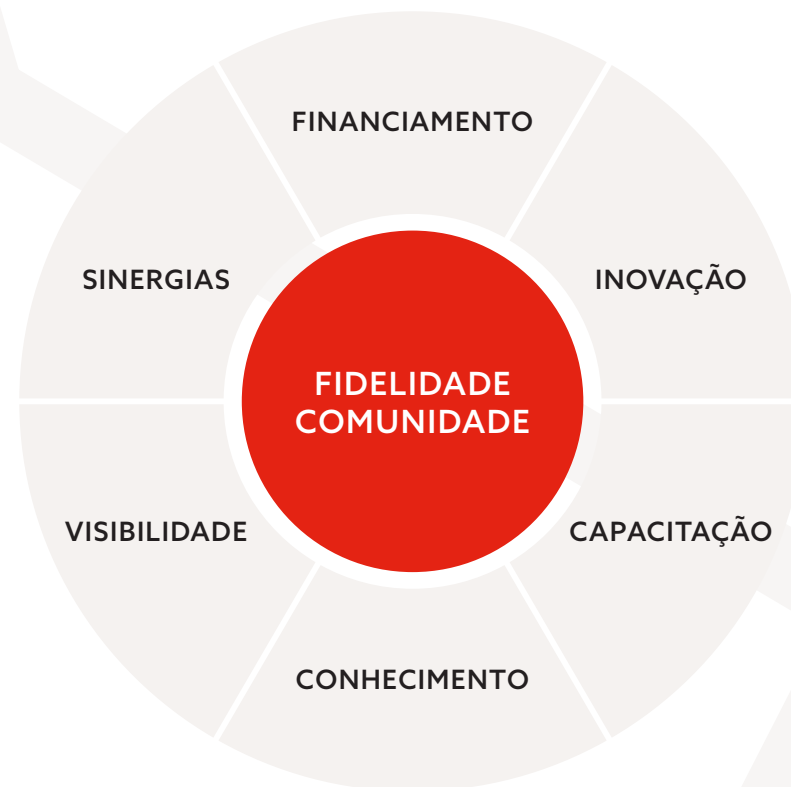 FINANCIAMENTO
SINERGIAS
INOVAÇÃO
FIDELIDADE
COMUNIDADE
VISIBILIDADE
CAPACITAÇÃO
CONHECIMENTO